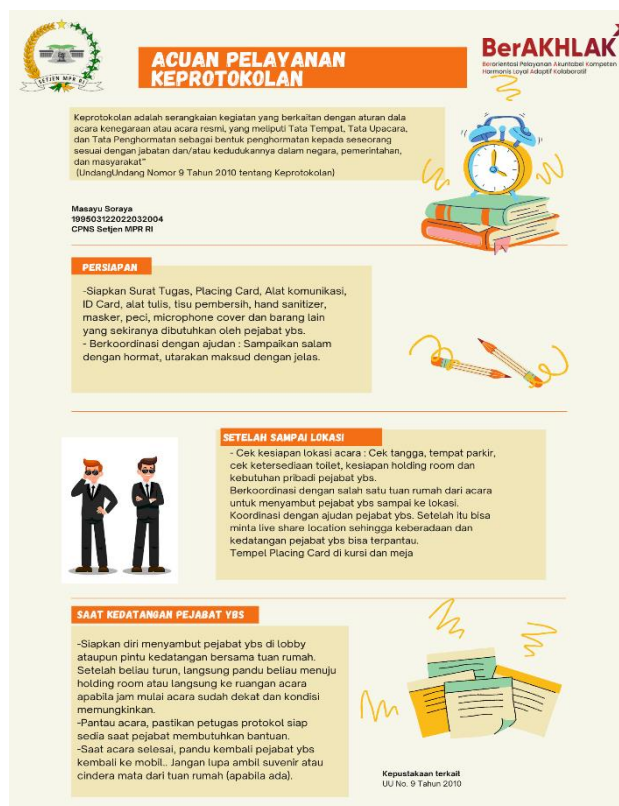 SETJEN MPR RI
ACUAN PELAYANAN
KEPROTOKOLAN
BerAKHLAK
Berorientasi Pelayanan Akuntabel Kompeten
Harmonis Loyal Adaptif Kolaboratif
Keprotokolan adalah serangkaian kegiatan yang berkaitan dengan aturan dala
acara kenegaraan atau acara resmi, yang meliputi Tata Tempat, Tata Upacara,
dan Tata Penghormatan sebagai bentuk penghormatan kepada seseorang
sesuai dengan jabatan dan/atau kedudukannya dalam negara, pemerintahan,
dan masyarakat"
(UndangUndang Nomor 9 Tahun 2010 tentang Keprotokolan)
Masayu Soraya
199503122022032004
CPNS Setjen MPR RI
PERSIAPAN
-Siapkan Surat Tugas, Placing Card, Alat komunikasi,
ID Card, alat tulis, tisu pembersih, hand sanitizer,
masker, peci, microphone cover dan barang lain
yang sekiranya dibutuhkan oleh pejabat ybs.
- Berkoordinasi dengan ajudan : Sampaikan salam
dengan hormat, utarakan maksud dengan jelas.
SETELAH SAMPAI LOKASI
- Cek kesiapan lokasi acara : Cek tangga, tempat parkir,
cek ketersediaan toilet, kesiapan holding room dan
kebutuhan pribadi pejabat ybs.
Berkoordinasi dengan salah satu tuan rumah dari acara
untuk menyambut pejabat ybs sampai ke lokasi.
Koordinasi dengan ajudan pejabat ybs. Setelah itu bisa
minta live share location sehingga keberadaan dan
kedatangan pejabat ybs bisa terpantau.
Tempel Placing Card di kursi dan meja
SAAT KEDATANGAN PEJABAT YBS
-Siapkan diri menyambut pejabat ybs di lobby
ataupun pintu kedatangan bersama tuan rumah.
Setelah beliau turun, langsung pandu beliau menuju
holding room atau langsung ke ruangan acara
apabila jam mulai acara sudah dekat dan kondisi
memungkinkan.
-Pantau acara, pastikan petugas protokol siap
sedia saat pejabat membutuhkan bantuan.
-Saat acara selesai, pandu kembali pejabat ybs
kembali ke mobil.. Jangan lupa ambil suvenir atau
cindera mata dari tuan rumah (apabila ada).
Kepustakaan terkait
UU No. 9 Tahun 2010